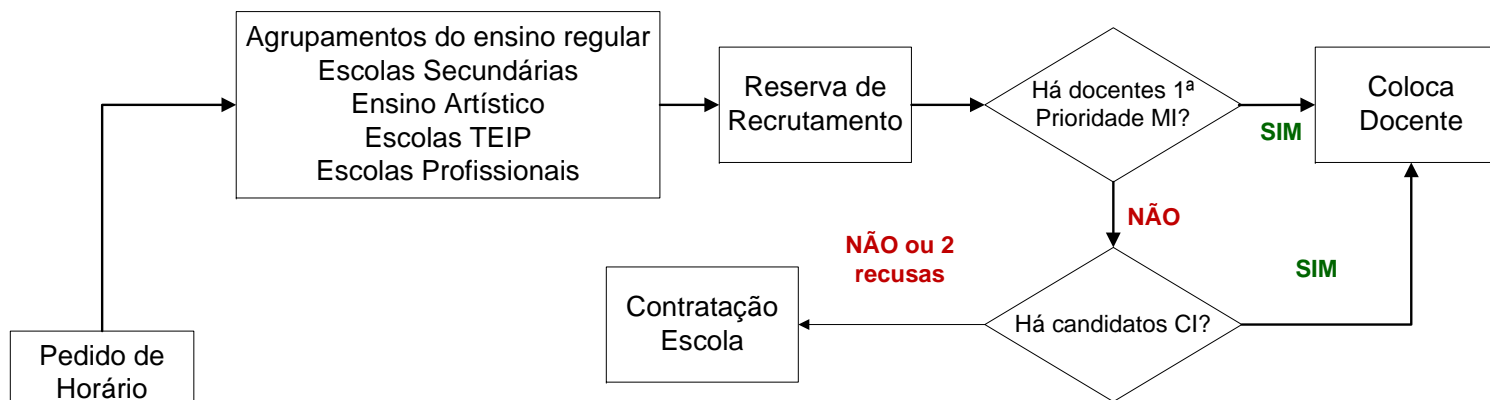 Agrupamentos do ensino regular
Escolas Secundárias
Ensino Artístico
Escolas TEIP
Escolas Profissionais
Reserva de
Recrutamento
Há docentes 1ª
Prioridade MI?
SIM
Coloca
Docente
NÃO
NÃO ou 2
recusas
SIM
Contratação
Escola
Há candidatos CI?
Pedido de
Horário